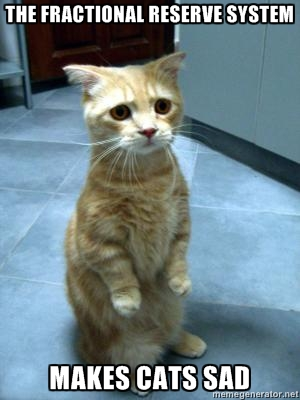 THE FRACTIONAL RESERVE SYSTEM
MAKES CATS SAD
memegenerator.net